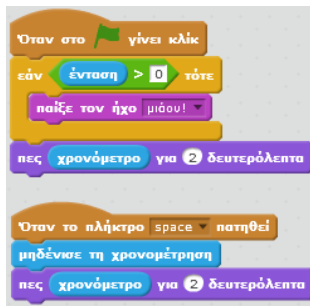 Όταν στο γίνει κλίκ
εάν ένταση > 0 τότε
παίξε τον ήχο μιάου!
πες χρονόμετρο για 2 δευτερόλεπτα
Όταν το πλήκτρο space πατηθεί
μηδένισε τη χρονομέτρηση
πες χρονόμετρο για 2 δευτερόλεπτα